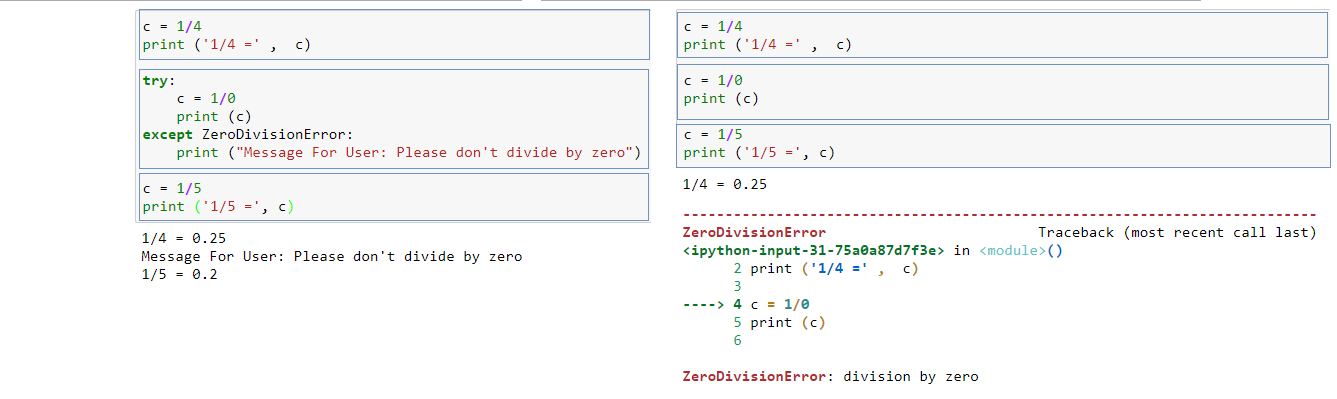 c = 1/4
print ('1/4 =' ,  c)
try:
    c = 1/0
    print (c)
except ZeroDivisionError:
    print ("Message For User: Please don't divide by zero")
c = 1/5
print ('1/5 =', c)
1/4 = 0.25
Message For User: Please don't divide by zero
1/5 = 0.2
c = 1/4
print ('1/4 =' ,  c)
c = 1/0
print (c)
c = 1/5
print ('1/5 =', c)
1/4 = 0.25
---------------------------------------------------------------------------
ZeroDivisionError                         Traceback (most recent call last)
<ipython-input-31-75a0a87d7f3e> in <module>()
      2 print ('1/4 =' ,  c)
      3
----> 4 c = 1/0
      5 print (c)
      6
ZeroDivisionError: division by zero